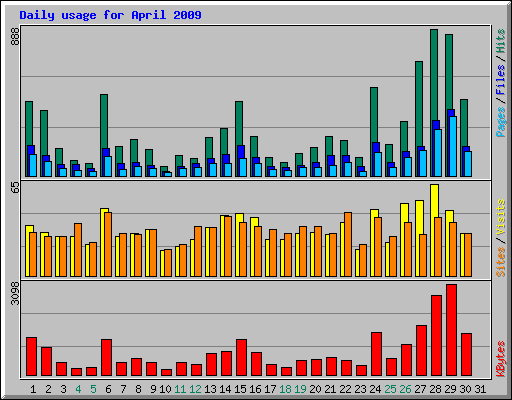 Daily usage for April 2009
888
Pages/Files/Hits
65
Sites/Visits
3098
KBytes
1 2 3 4 5 6 7 8 9 10 11 12 13 14 15 16 17 18 19 20 21 22 23 24 25 26 27 28 29 30 31